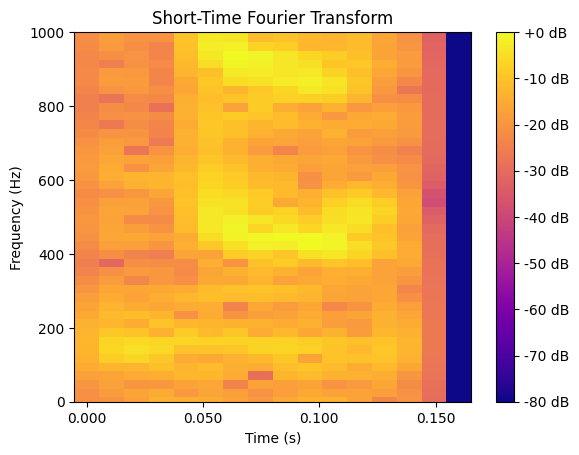 Short-Time Fourier Transform
1000
800
600
400
200
0
Frequency (Hz)
0.000
0.050
0.100
0.150
Time (s)
+0 dB
-10 dB
-20 dB
-30 dB
-40 dB
-50 dB
-60 dB
-70 dB
-80 dB